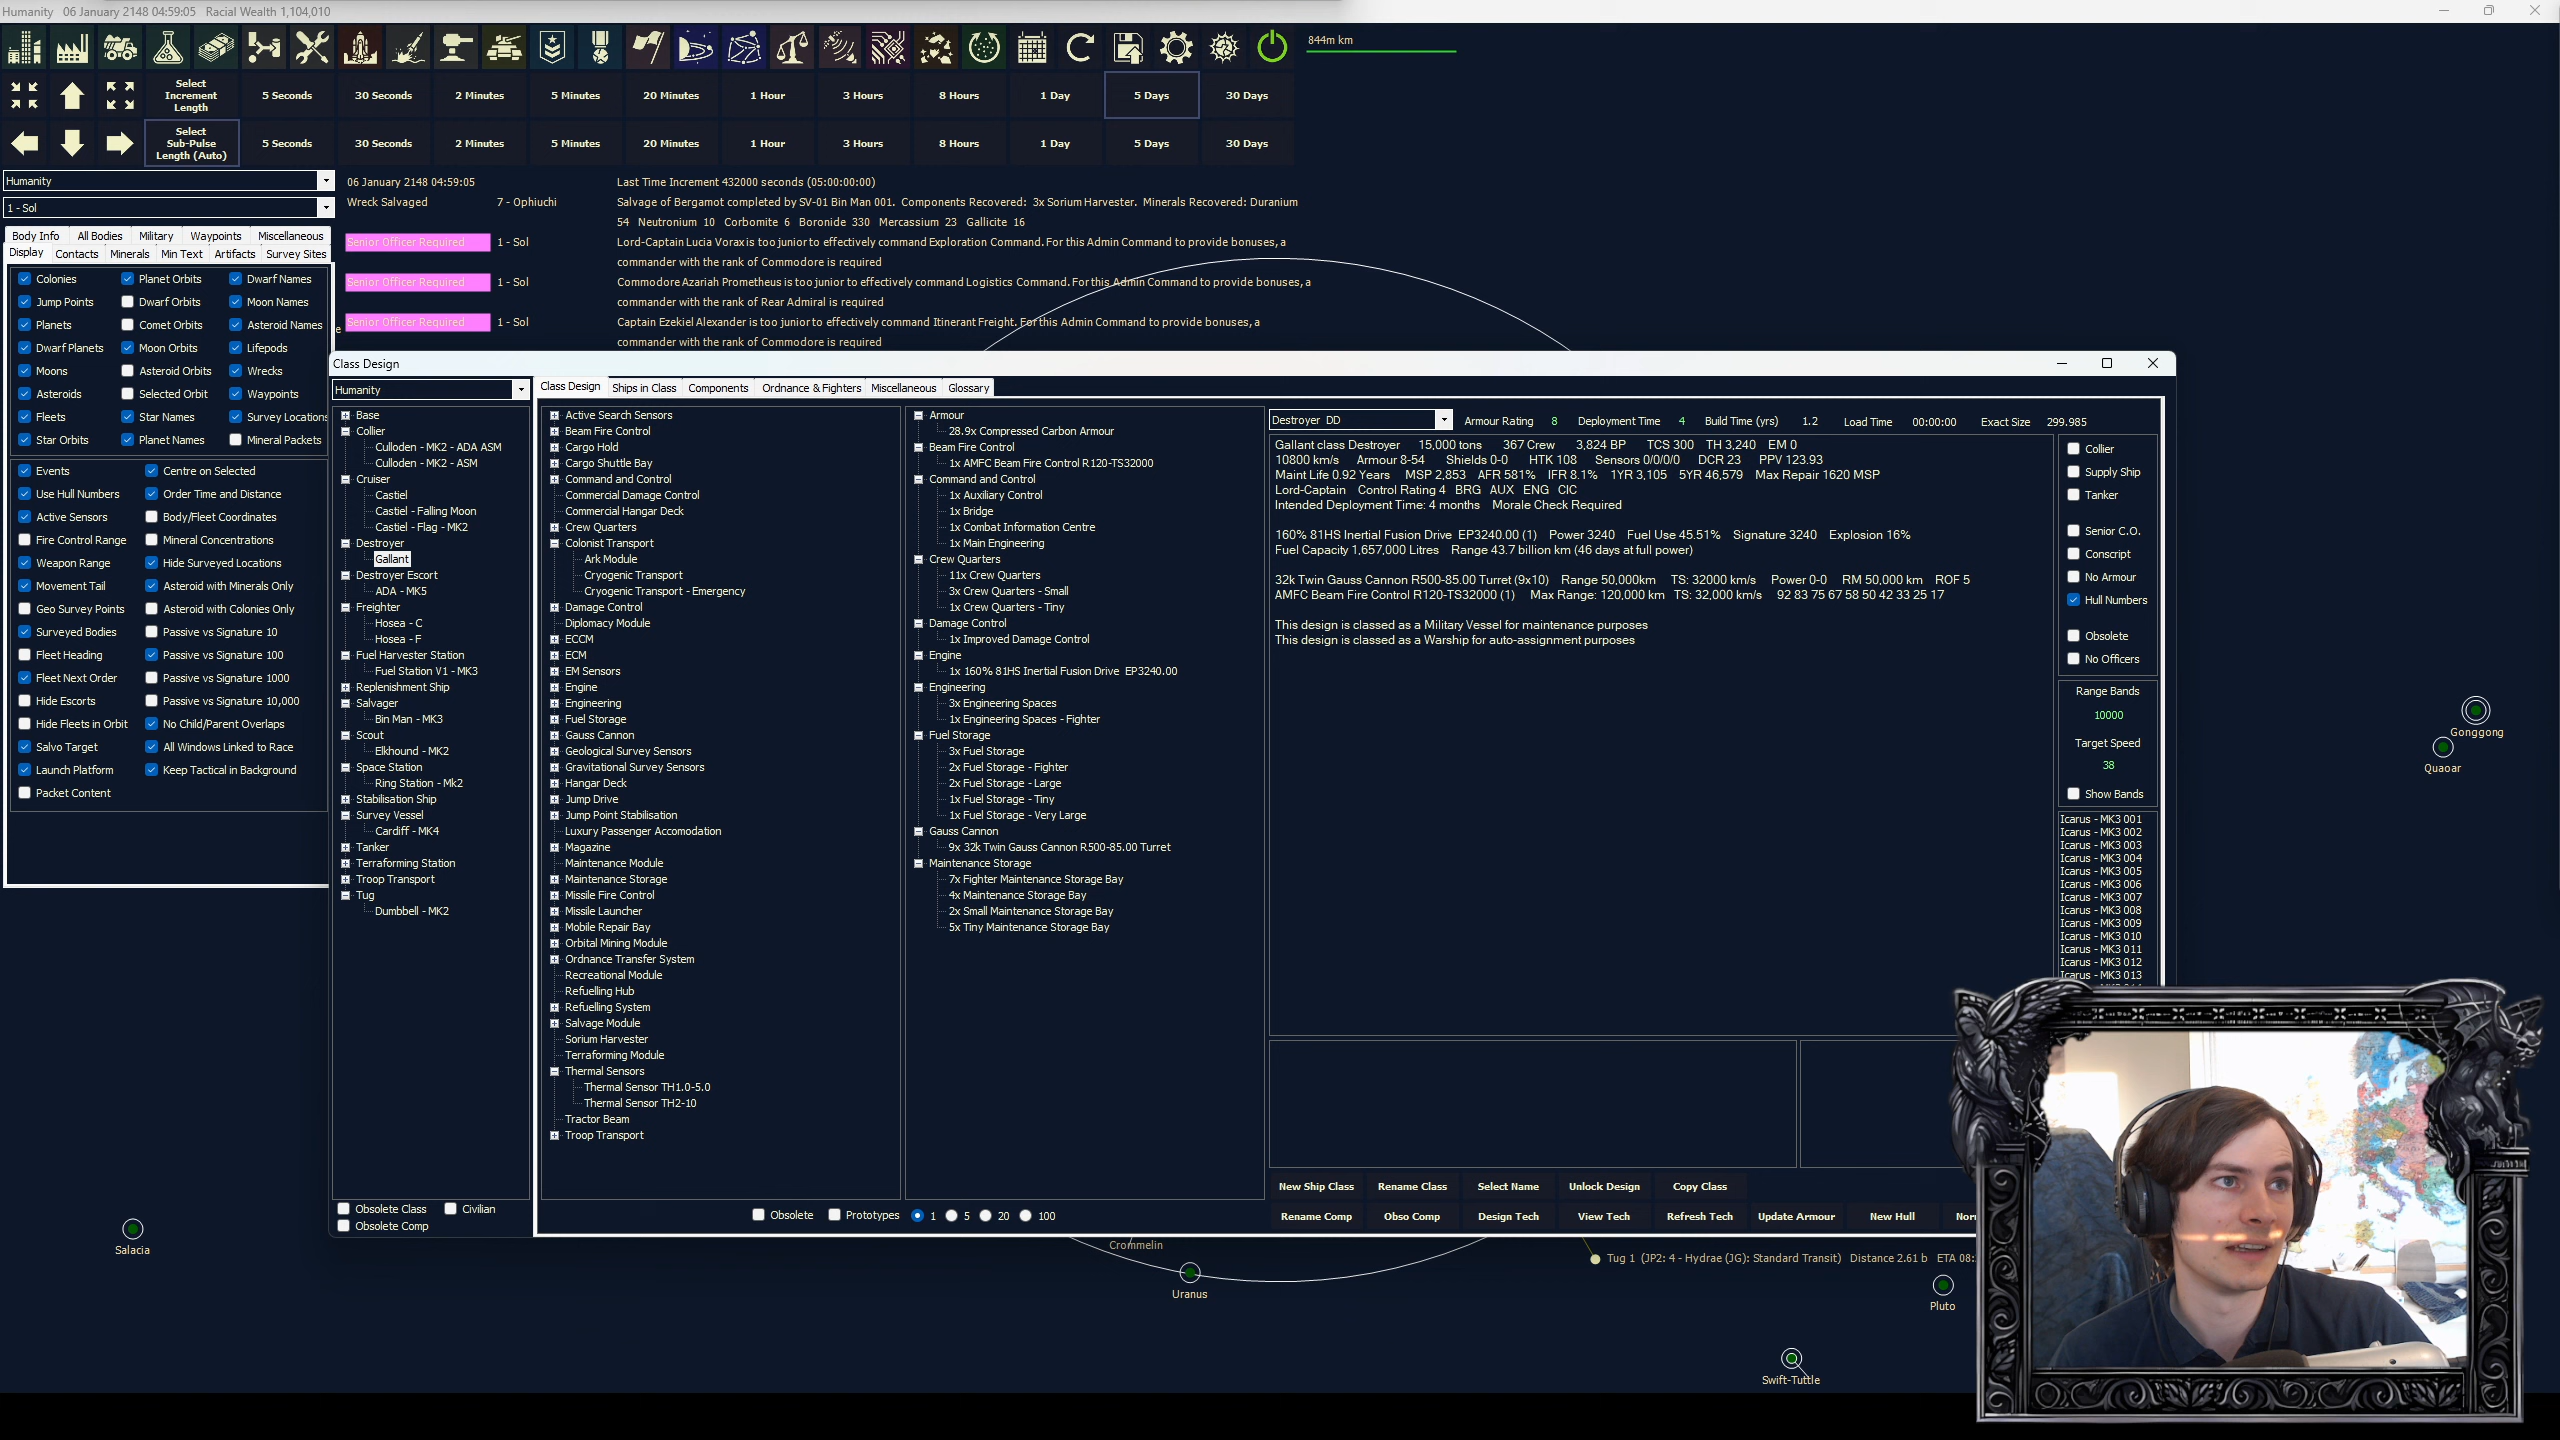 Humanity 06 January 2148 04:59:05 Racial Wealth 1,104,010
844m km
Select Increment Length 5 Seconds 30 Seconds 2 Minutes 5 Minutes 20 Minutes 1 Hour 3 Hours 8 Hours 1 Day 5 Days 30 Days
Select Sub-Pulse Length (Auto) 5 Seconds 30 Seconds 2 Minutes 5 Minutes 20 Minutes 1 Hour 3 Hours 8 Hours 1 Day 5 Days 30 Days
Humanity
1 - Sol
Body Info All Bodies Military Waypoints Miscellaneous
Display Contacts Minerals Min Text Artifacts Survey Sites
Colonies Planet Orbits Dwarf Names
Jump Points Dwarf Orbits Moon Names
Planets Comet Orbits Asteroid Names
Dwarf Planets Moon Orbits Lifepods
Moons Asteroid Orbits Wrecks
Asteroids Selected Orbit Waypoints
Fleets Star Names Survey Locations
Star Orbits Planet Names Mineral Packets
Events Centre on Selected
Use Hull Numbers Order Time and Distance
Active Sensors Body/Fleet Coordinates
Fire Control Range Mineral Concentrations
Weapon Range Hide Surveyed Locations
Movement Tail Asteroid with Minerals Only
Geo Survey Points Asteroid with Colonies Only
Surveyed Bodies Passive vs Signature 10
Fleet Heading Passive vs Signature 100
Fleet Next Order Passive vs Signature 1000
Hide Escorts Passive vs Signature 10,000
Hide Fleets in Orbit No Child/Parent Overlaps
Salvo Target All Windows Linked to Race
Launch Platform Keep Tactical in Background
Packet Content
06 January 2148 04:59:05 Last Time Increment 432000 seconds (05:00:00:00)
Wreck Salvaged 7 - Ophiuchi Salvage of Bergamot completed by SV-01 Bin Man 001. Components Recovered: 3x Sorium Harvester. Minerals Recovered: Duranium
54 Neutronium 10 Corbomite 6 Boronide 330 Mercassium 23 Gallicite 16
Senior Officer Required 1 - Sol Lord-Captain Lucia Vorax is too junior to effectively command Exploration Command. For this Admin Command to provide bonuses, a
commander with the rank of Commodore is required
Senior Officer Required 1 - Sol Commodore Azariah Prometheus is too junior to effectively command Logistics Command. For this Admin Command to provide bonuses, a
commander with the rank of Rear Admiral is required
Senior Officer Required 1 - Sol Captain Ezekiel Alexander is too junior to effectively command Itinerant Freight. For this Admin Command to provide bonuses, a
commander with the rank of Commodore is required
Class Design
Humanity
Base
Collier
Culloden - MK2 - ADA ASM
Culloden - MK2 - ASM
Cruiser
Castiel
Castiel - Falling Moon
Castiel - Flag - MK2
Destroyer
Gallant
Destroyer Escort
ADA - MK5
Freighter
Hosea - C
Hosea - F
Fuel Harvester Station
Fuel Station V1 - MK3
Replenishment Ship
Salvager
Bin Man - MK3
Scout
Elkhound - MK2
Space Station
Ring Station - Mk2
Stabilisation Ship
Survey Vessel
Cardiff - MK4
Tanker
Terraforming Station
Troop Transport
Tug
Dumbbell - MK2
Obsolete Class Civilian
Obsolete Comp
Class Design Ships in Class Components Ordnance & Fighters Miscellaneous Glossary
Active Search Sensors
Beam Fire Control
Cargo Hold
Cargo Shuttle Bay
Command and Control
Commercial Damage Control
Commercial Hangar Deck
Crew Quarters
Colonist Transport
Ark Module
Cryogenic Transport
Cryogenic Transport - Emergency
Damage Control
Diplomacy Module
ECCM
ECM
EM Sensors
Engine
Engineering
Fuel Storage
Gauss Cannon
Geological Survey Sensors
Gravitational Survey Sensors
Hangar Deck
Jump Drive
Jump Point Stabilisation
Luxury Passenger Accomodation
Magazine
Maintenance Module
Maintenance Storage
Missile Fire Control
Missile Launcher
Mobile Repair Bay
Orbital Mining Module
Ordnance Transfer System
Recreational Module
Refuelling Hub
Refuelling System
Salvage Module
Sorium Harvester
Terraforming Module
Thermal Sensors
Thermal Sensor TH1.0-5.0
Thermal Sensor TH2-10
Tractor Beam
Troop Transport
Obsolete Prototypes 1 5 20 100
Armour
28.9x Compressed Carbon Armour
Beam Fire Control
1x AMFC Beam Fire Control R120-TS32000
Command and Control
1x Auxiliary Control
1x Bridge
1x Combat Information Centre
1x Main Engineering
Crew Quarters
11x Crew Quarters
3x Crew Quarters - Small
1x Crew Quarters - Tiny
Damage Control
1x Improved Damage Control
Engine
1x 160% 81HS Inertial Fusion Drive EP3240.00
Engineering
3x Engineering Spaces
1x Engineering Spaces - Fighter
Fuel Storage
3x Fuel Storage
2x Fuel Storage - Fighter
2x Fuel Storage - Large
1x Fuel Storage - Tiny
1x Fuel Storage - Very Large
Gauss Cannon
9x 32k Twin Gauss Cannon R500-85.00 Turret
Maintenance Storage
7x Fighter Maintenance Storage Bay
4x Maintenance Storage Bay
2x Small Maintenance Storage Bay
5x Tiny Maintenance Storage Bay
Destroyer DD Armour Rating 8 Deployment Time 4 Build Time (yrs) 1.2 Load Time 00:00:00 Exact Size 299.985
Gallant class Destroyer 15,000 tons 367 Crew 3,824 BP TCS 300 TH 3,240 EM 0
10800 km/s Armour 8-54 Shields 0-0 HTK 108 Sensors 0/0/0/0 DCR 23 PPV 123.93
Maint Life 0.92 Years MSP 2,853 AFR 581% IFR 8.1% 1YR 3,105 5YR 46,579 Max Repair 1620 MSP
Lord-Captain Control Rating 4 BRG AUX ENG CIC
Intended Deployment Time: 4 months Morale Check Required
160% 81HS Inertial Fusion Drive EP3240.00 (1) Power 3240 Fuel Use 45.51% Signature 3240 Explosion 16%
Fuel Capacity 1,657,000 Litres Range 43.7 billion km (46 days at full power)
32k Twin Gauss Cannon R500-85.00 Turret (9x10) Range 50,000km TS: 32000 km/s Power 0-0 RM 50,000 km ROF 5
AMFC Beam Fire Control R120-TS32000 (1) Max Range: 120,000 km TS: 32,000 km/s 92 83 75 67 58 50 42 33 25 17
This design is classed as a Military Vessel for maintenance purposes
This design is classed as a Warship for auto-assignment purposes
Collier
Supply Ship
Tanker
Senior C.O.
Conscript
No Armour
Hull Numbers
Obsolete
No Officers
Range Bands
10000
Target Speed
38
Show Bands
Icarus - MK3 001
Icarus - MK3 002
Icarus - MK3 003
Icarus - MK3 004
Icarus - MK3 005
Icarus - MK3 006
Icarus - MK3 007
Icarus - MK3 008
Icarus - MK3 009
Icarus - MK3 010
Icarus - MK3 011
Icarus - MK3 012
Icarus - MK3 013
New Ship Class Rename Class Select Name Unlock Design Copy Class
Rename Comp Obso Comp Design Tech View Tech Refresh Tech Update Armour New Hull
Gonggong
Quaoar
Salacia
Crommelin
Uranus
Tug 1 (JP2: 4 - Hydrae (JG): Standard Transit) Distance 2.61 b ETA 08:
Pluto
Swift-Tuttle